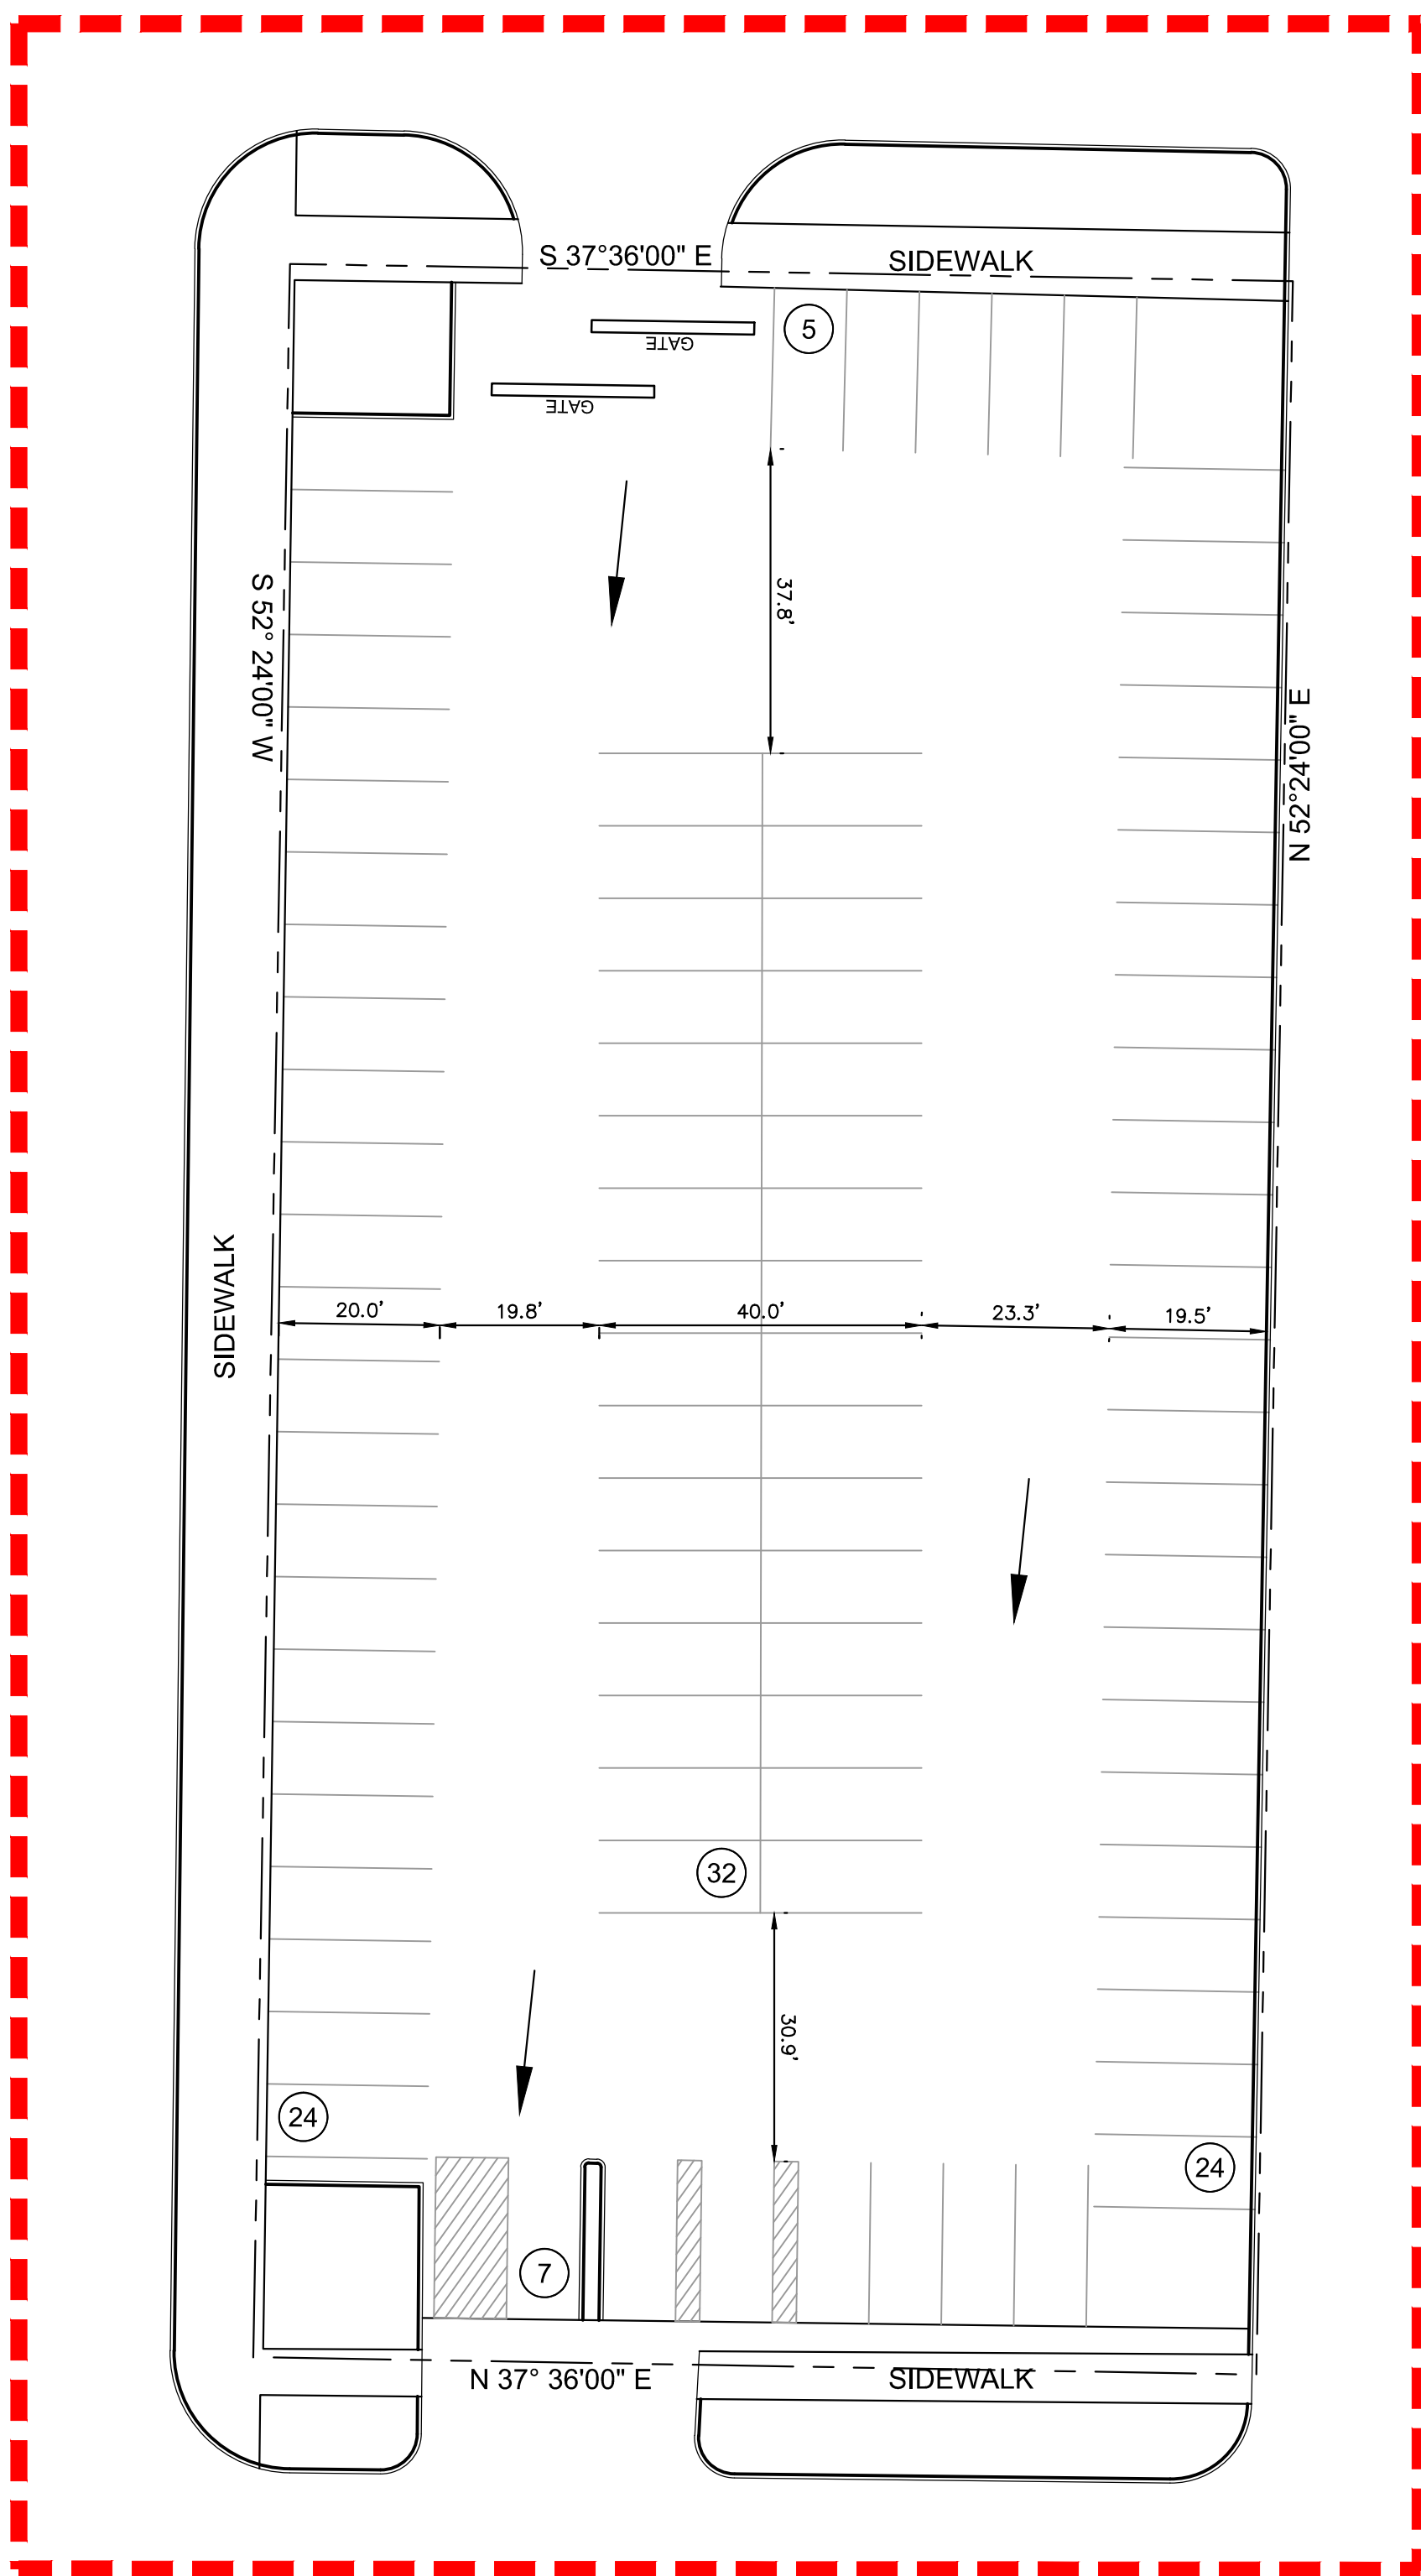 S 37°36'00" E
SIDEWALK
GATE
5
GATE
37.8'
S 52° 24'00" W
N 52°24'00" E
SIDEWALK
20.0'
19.8'
40.0'
23.3'
19.5'
32
30.9'
24
24
7
N 37° 36'00" E
SIDEWALK